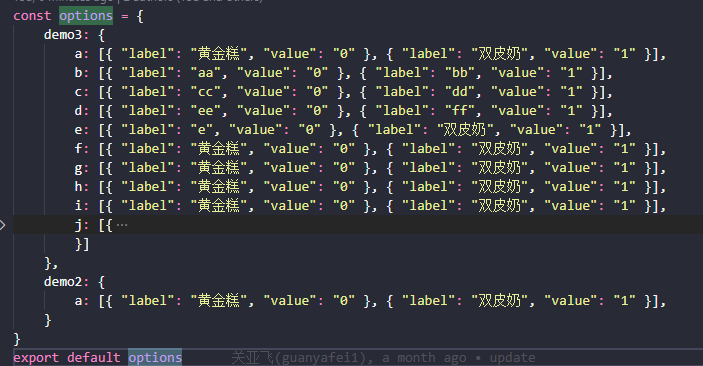 const options = {
demo3: {
a: [{ "label": "黄金糕", "value": "0" }, { "label": "双皮奶", "value": "1" }],
b: [{ "label": "aa", "value": "0" }, { "label": "bb", "value": "1" }],
c: [{ "label": "cc", "value": "0" }, { "label": "dd", "value": "1" }],
d: [{ "label": "ee", "value": "0" }, { "label": "ff", "value": "1" }],
e: [{ "label": "e", "value": "0" }, { "label": "双皮奶", "value": "1" }],
f: [{ "label": "黄金糕", "value": "0" }, { "label": "双皮奶", "value": "1" }],
g: [{ "label": "黄金糕", "value": "0" }, { "label": "双皮奶", "value": "1" }],
h: [{ "label": "黄金糕", "value": "0" }, { "label": "双皮奶", "value": "1" }],
i: [{ "label": "黄金糕", "value": "0" }, { "label": "双皮奶", "value": "1" }],
j: [{ ⋯
}]
},
demo2: {
a: [{ "label": "黄金糕", "value": "0" }, { "label": "双皮奶", "value": "1" }],
}
}
export default options 关亚飞(guanyafei1), a month ago • update